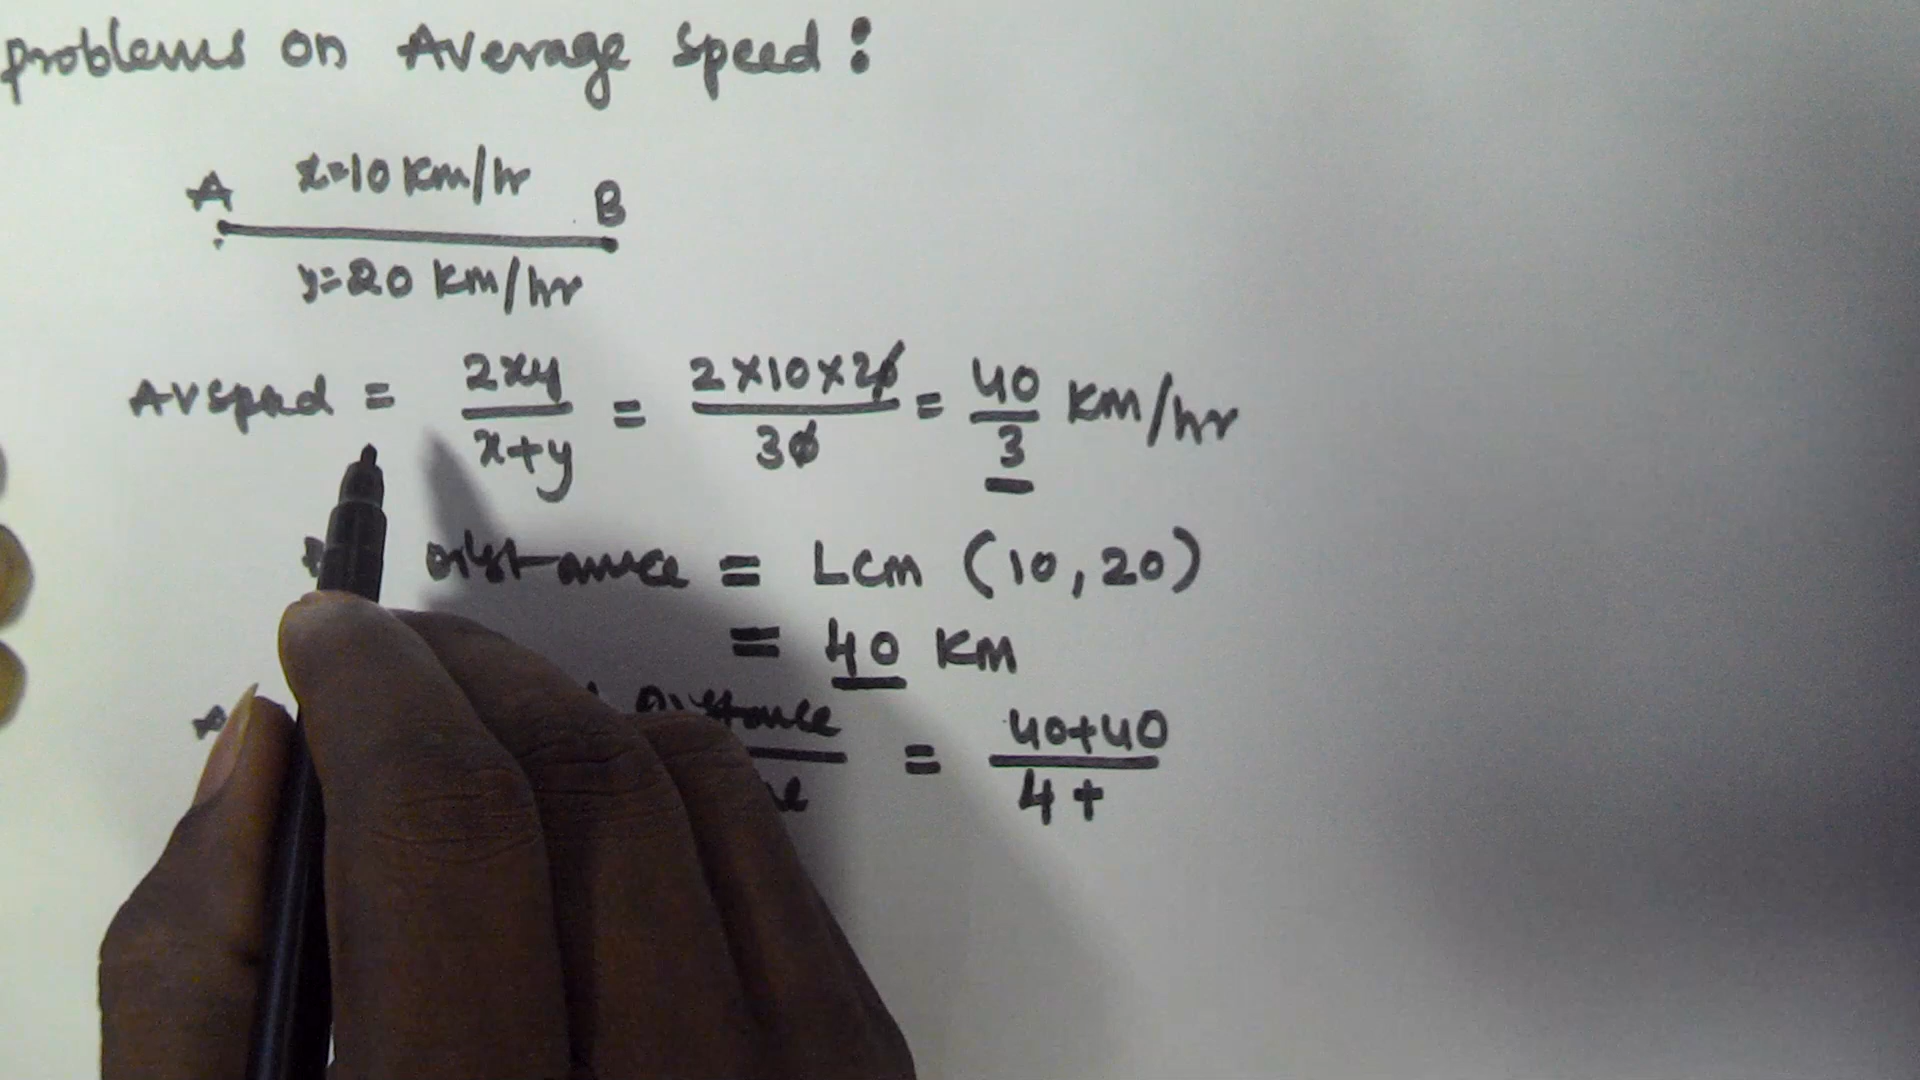 problems on Average Speed:
A x=10 Km/hr B
y=20 Km/hr
AV speed = 2xy/x+y = 2×10×20/30 = 40/3 Km/hr
distance = Lcm (10,20)
= 40 Km
distance = 40+40/4+